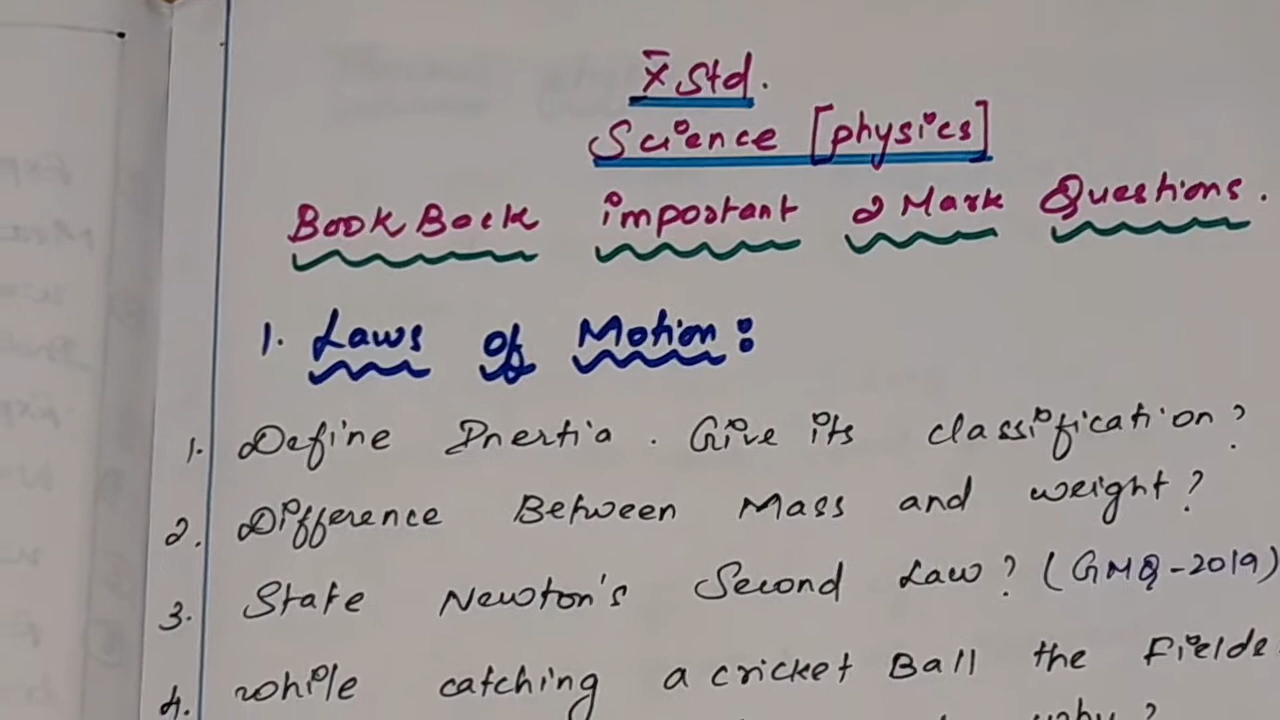 X Std.
Science [physics]
Book Back important 2 Mark Questions.
1. Laws of Motion:
1. Define Inertia. Give its classification?
2. Difference Between Mass and weight?
3. State Newton's Second Law? (GMQ-2019)
4. while catching a cricket Ball the Fielde
why?